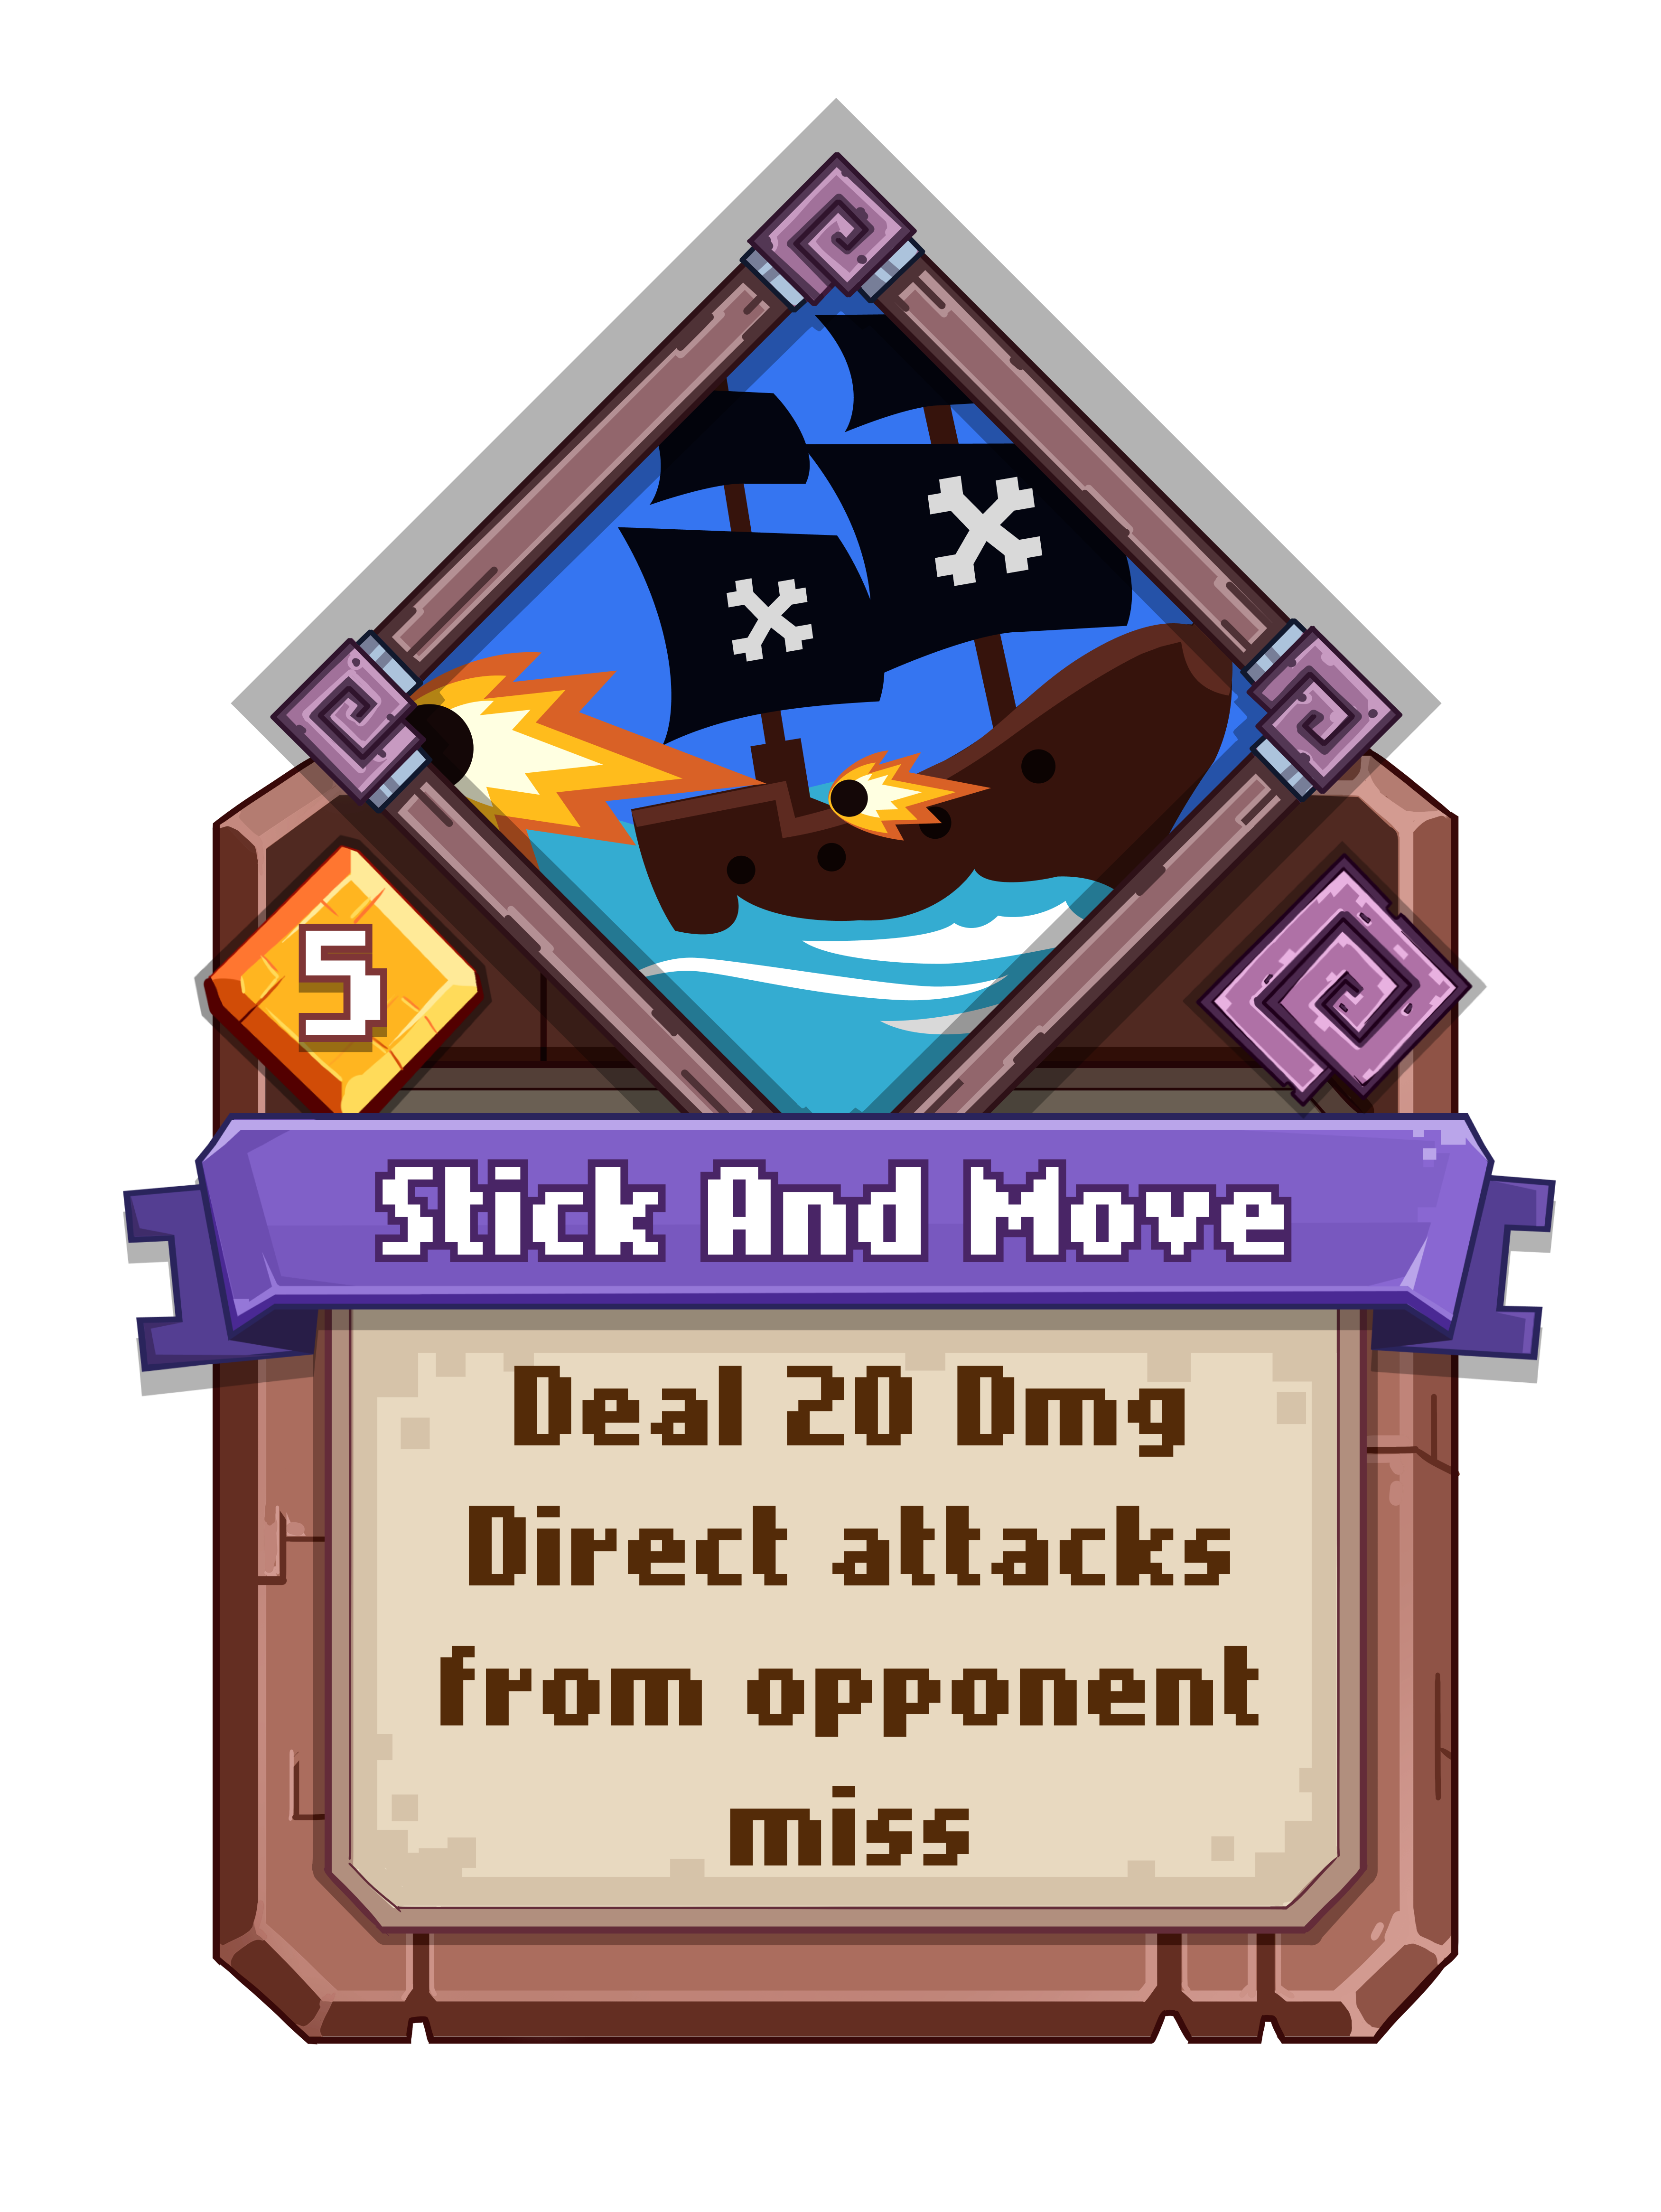 5
Stick And Move
Deal 20 Dmg
Direct attacks
from opponent
miss